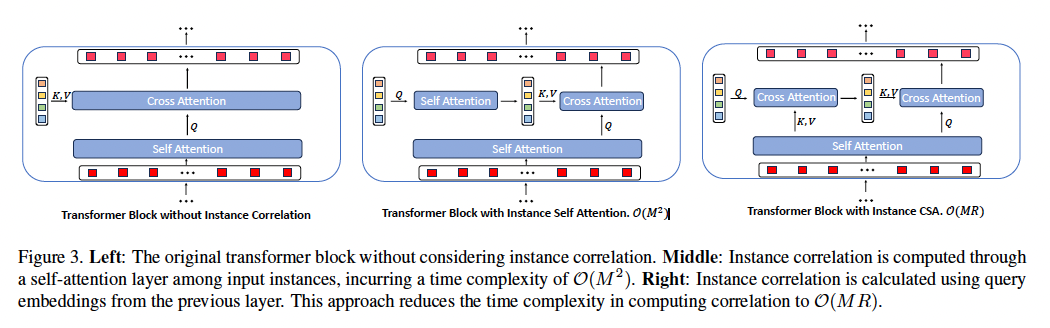 ... ... ...
... ... ...
K,V Cross Attention Q Self Attention K,V Cross Attention Q Cross Attention K,V Cross Attention
Q Q K,V Q
Self Attention Self Attention Self Attention
... ... ...
Transformer Block without Instance Correlation Transformer Block with Instance Self Attention. 𝒪(M²) Transformer Block with Instance CSA. 𝒪(MR)
... ... ...
Figure 3. Left: The original transformer block without considering instance correlation. Middle: Instance correlation is computed through
a self-attention layer among input instances, incurring a time complexity of 𝒪(M²). Right: Instance correlation is calculated using query
embeddings from the previous layer. This approach reduces the time complexity in computing correlation to 𝒪(MR).